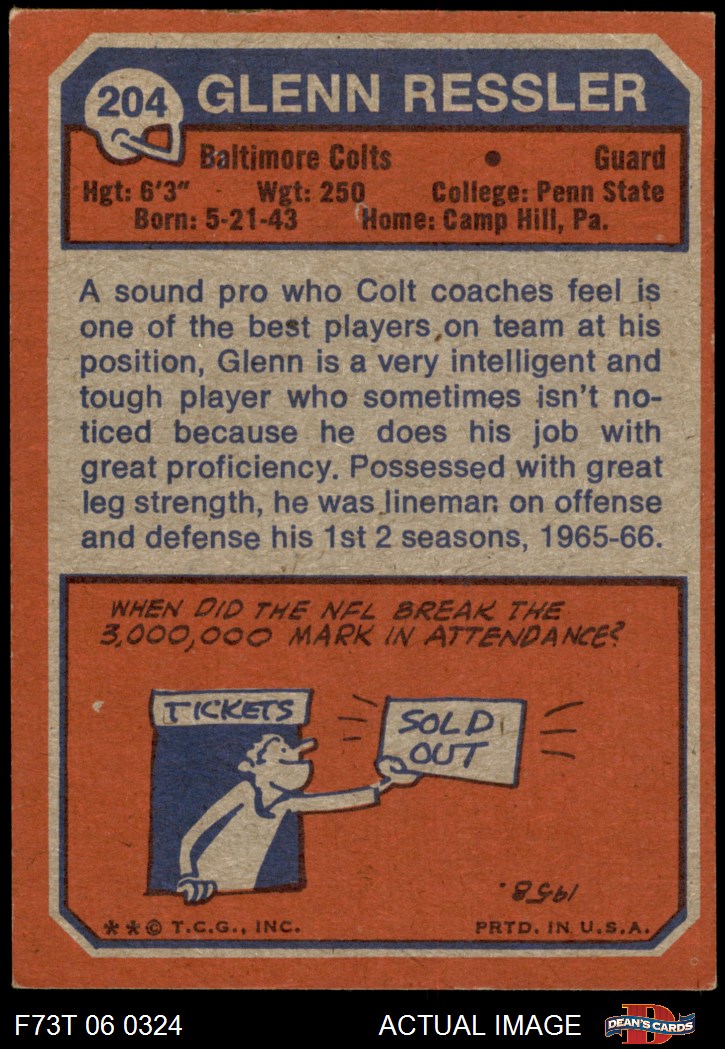 204
GLENN RESSLER
Baltimore Colts • Guard
Hgt: 6'3" Wgt: 250 College: Penn State
Born: 5-21-43 Home: Camp Hill, Pa.
A sound pro who Colt coaches feel is
one of the best players on team at his
position, Glenn is a very intelligent and
tough player who sometimes isn't no-
ticed because he does his job with
great proficiency. Possessed with great
leg strength, he was lineman on offense
and defense his 1st 2 seasons, 1965-66.
WHEN DID THE NFL BREAK THE
3,000,000 MARK IN ATTENDANCE?
TICKETS
SOLD
OUT
1958.
**© T.C.G., INC. PRTD. IN U.S.A.
F73T 06 0324 ACTUAL IMAGE
D
DEAN'S CARDS